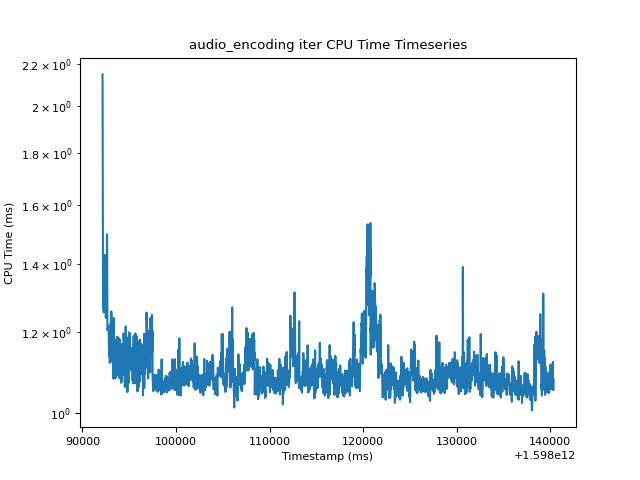 audio_encoding iter CPU Time Timeseries
2.2 × 10⁰
2 × 10⁰
1.8 × 10⁰
1.6 × 10⁰
1.4 × 10⁰
1.2 × 10⁰
10⁰
CPU Time (ms)
90000 100000 110000 120000 130000 140000
Timestamp (ms)
+1.598e12